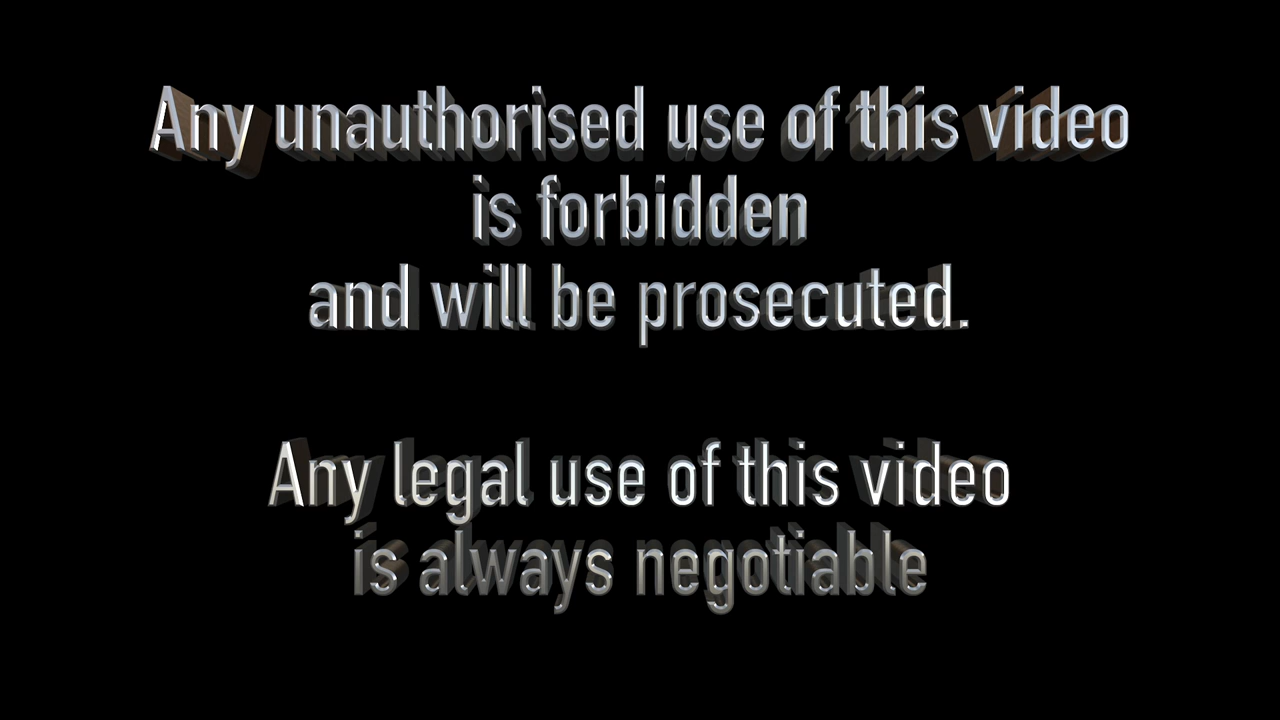 Any unauthorised use of this video
is forbidden
and will be prosecuted.
Any legal use of this video
is always negotiable